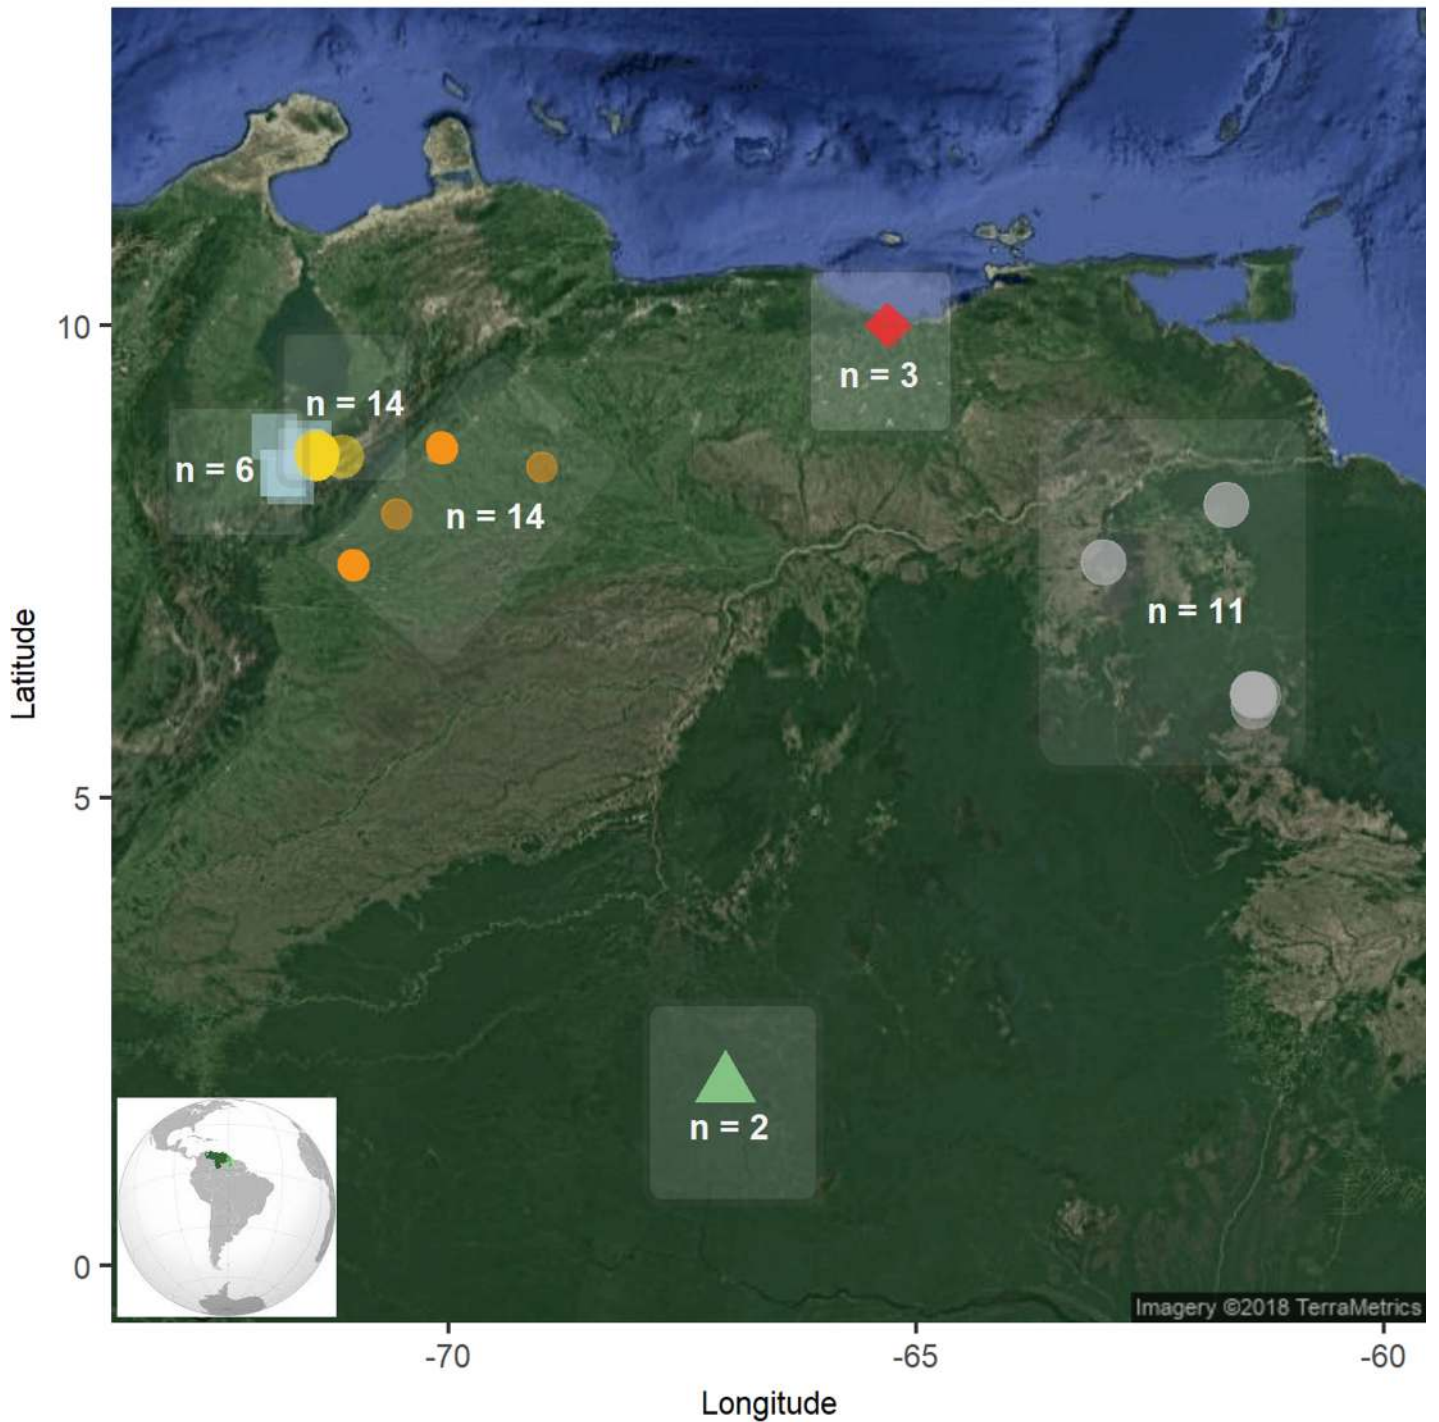 10
n = 3
n = 14
n = 6
n = 14
n = 11
Latitude
5
n = 2
0
Imagery ©2018 TerraMetrics
-70
-65
-60
Longitude